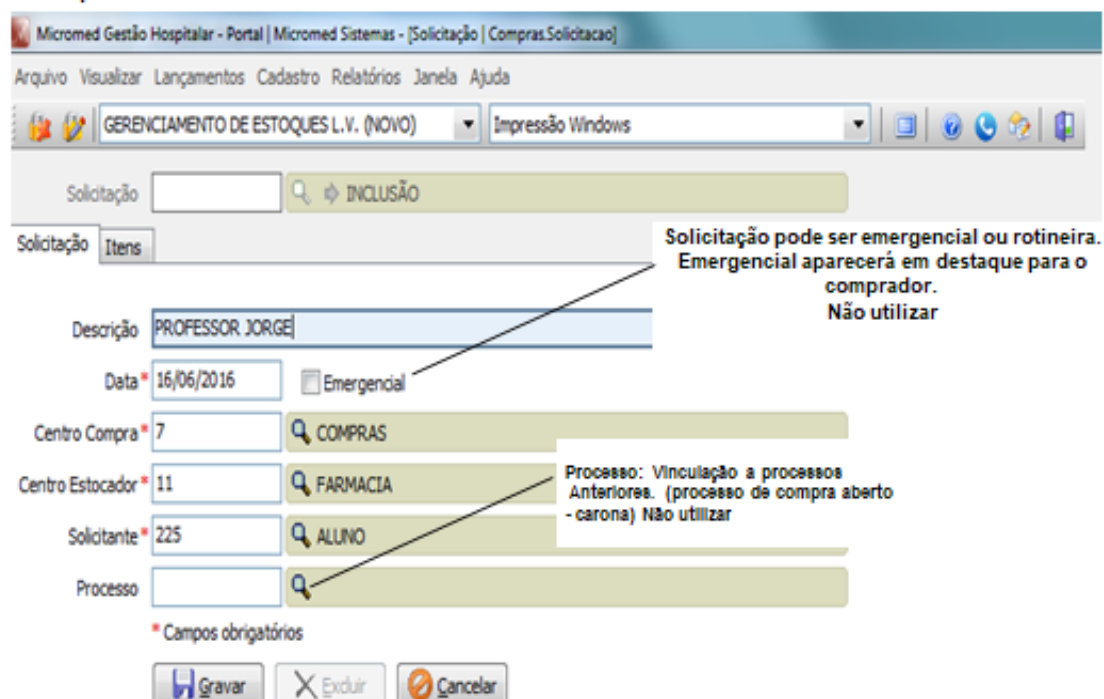 Micromed Gestão Hospitalar - Portal | Micromed Sistemas - [Solicitação | Compras.Solicitacao]
Arquivo Visualizar Lançamentos Cadastro Relatórios Janela Ajuda
GERENCIAMENTO DE ESTOQUES L.V. (NOVO) Impressão Windows
Solicitação INCLUSÃO
Solicitação Itens
Solicitação pode ser emergencial ou rotineira.
Emergencial aparecerá em destaque para o
comprador.
Não utilizar
Descrição PROFESSOR JORGE
Data* 16/06/2016 Emergencial
Centro Compra* 7 COMPRAS
Centro Estocador* 11 FARMACIA
Processo: Vinculação a processos
Anteriores. (processo de compra aberto
- carona) Não utilizar
Solicitante* 225 ALUNO
Processo
* Campos obrigatórios
Gravar Excluir Cancelar